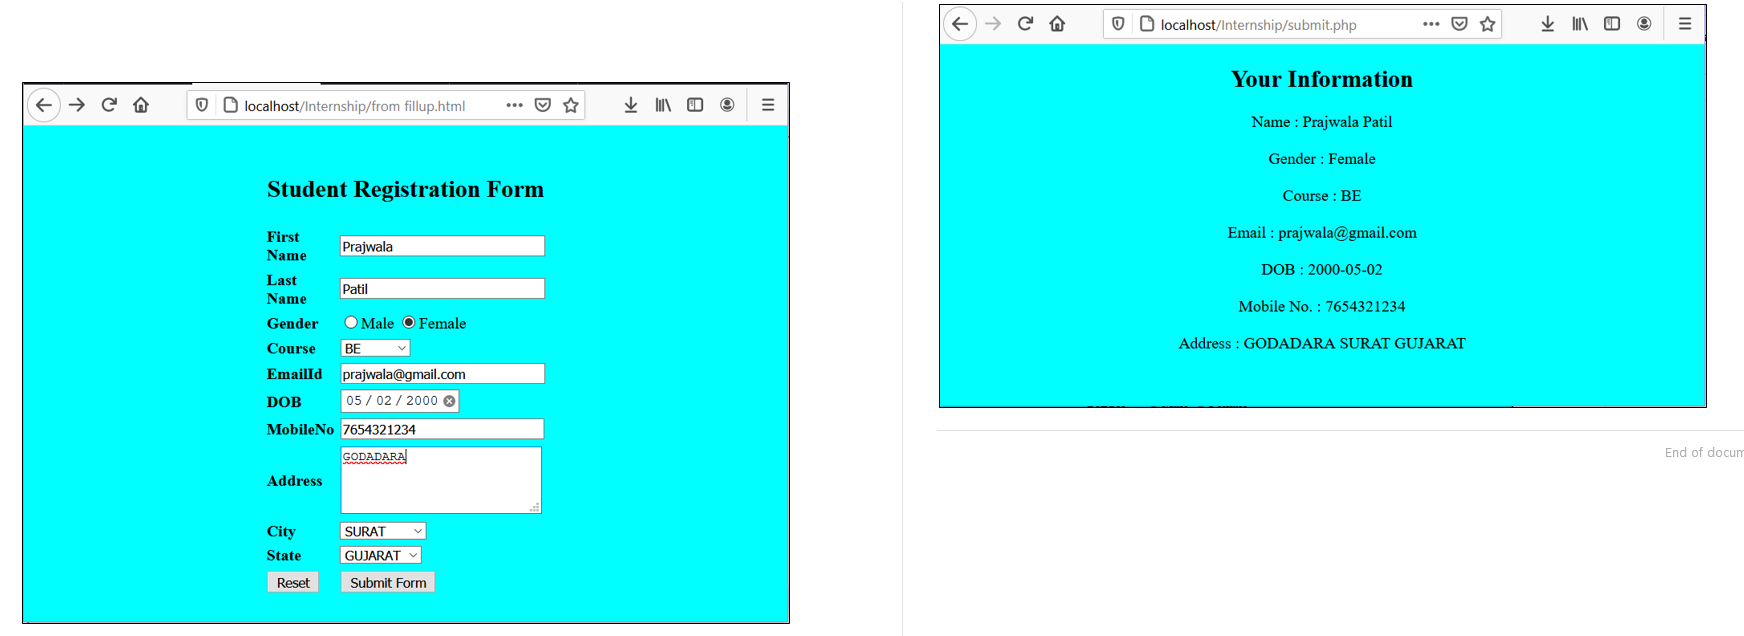 localhost/Internship/from fillup.html
Student Registration Form
First Name
Prajwala
Last Name
Patil
Gender
Male Female
Course
BE
EmailId
prajwala@gmail.com
DOB
05 / 02 / 2000
MobileNo
7654321234
Address
GODADARA
City
SURAT
State
GUJARAT
Reset
Submit Form
localhost/Internship/submit.php
Your Information
Name : Prajwala Patil
Gender : Female
Course : BE
Email : prajwala@gmail.com
DOB : 2000-05-02
Mobile No. : 7654321234
Address : GODADARA SURAT GUJARAT
End of docum